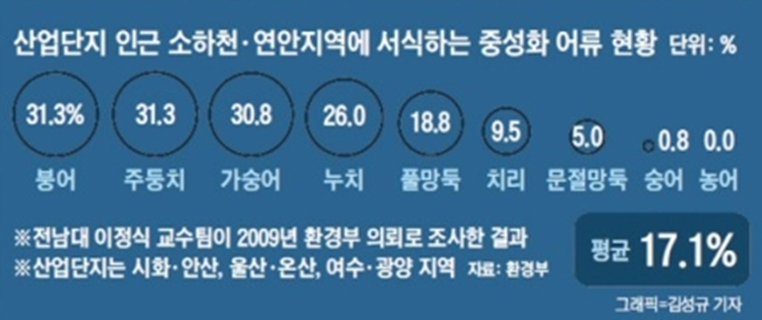 산업단지 인근 소하천·연안지역에 서식하는 중성화 어류 현황 단위: %
31.3% 31.3 30.8 26.0 18.8 9.5 5.0 0.8 0.0
붕어 주둥치 가숭어 누치 풀망둑 치리 문절망둑 숭어 농어
※전남대 이정식 교수팀이 2009년 환경부 의뢰로 조사한 결과
※산업단지는 시화·안산, 울산·온산, 여수·광양 지역 자료: 환경부
평균 17.1%
그래픽=김성규 기자